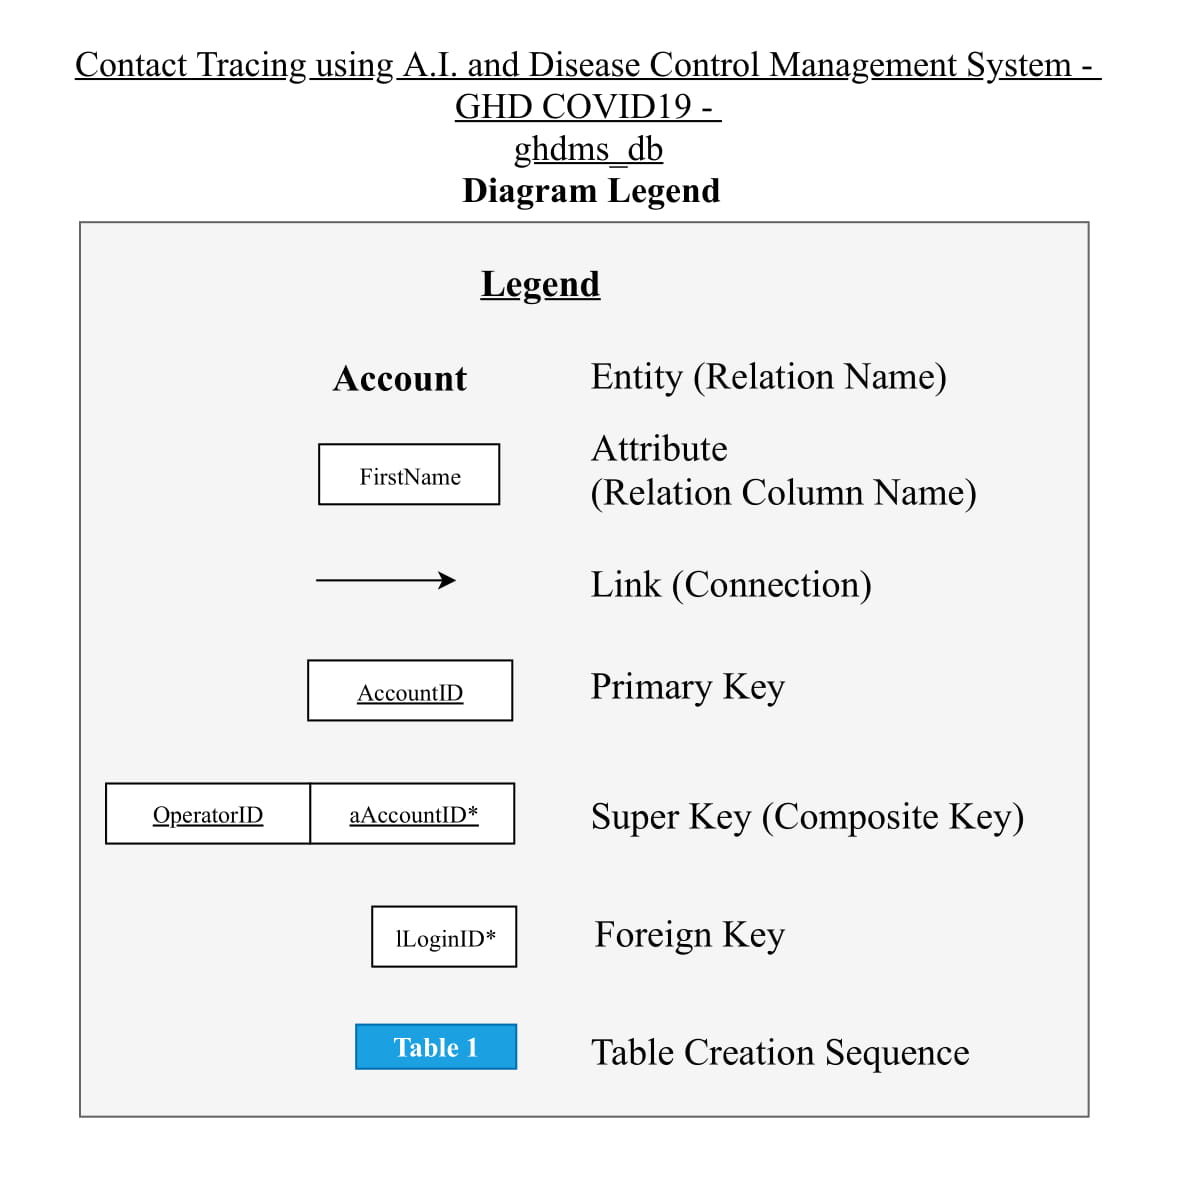 Contact Tracing using A.I. and Disease Control Management System -
GHD COVID19 -
ghdms_db
Diagram Legend
Legend
Account
Entity (Relation Name)
FirstName
Attribute
(Relation Column Name)
Link (Connection)
AccountID
Primary Key
OperatorID
aAccountID*
Super Key (Composite Key)
lLoginID*
Foreign Key
Table 1
Table Creation Sequence